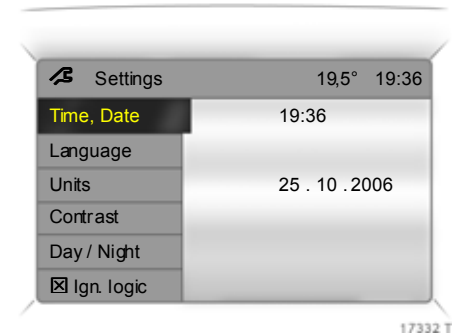 Settings 19,5° 19:36
Time, Date 19:36
Language
Units 25 . 10 . 2006
Contrast
Day / Night
☒ Ign. logic
17332 T